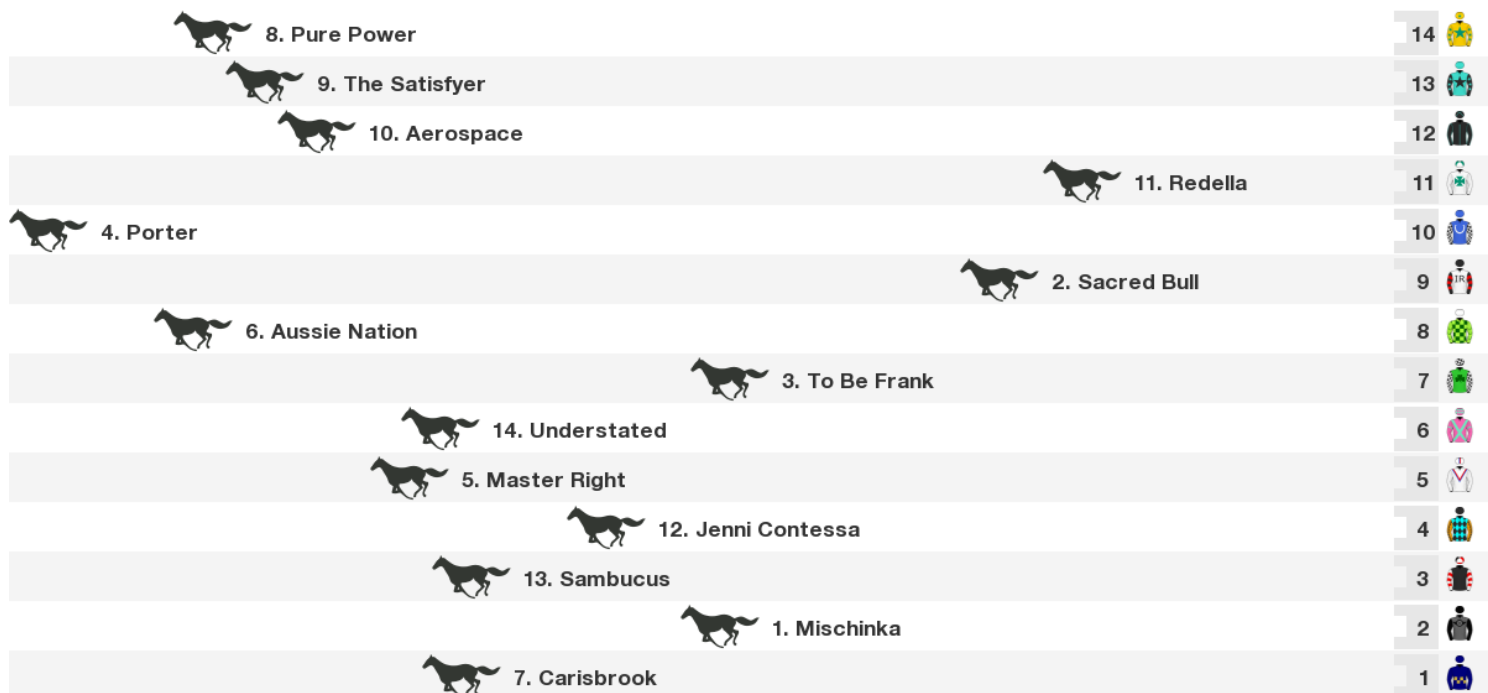 8. Pure Power 14
9. The Satisfyer 13
10. Aerospace 12
11. Redella 11
4. Porter 10
2. Sacred Bull 9 IR
6. Aussie Nation 8
3. To Be Frank 7
14. Understated 6
5. Master Right 5
12. Jenni Contessa 4
13. Sambucus 3
1. Mischinka 2
7. Carisbrook 1